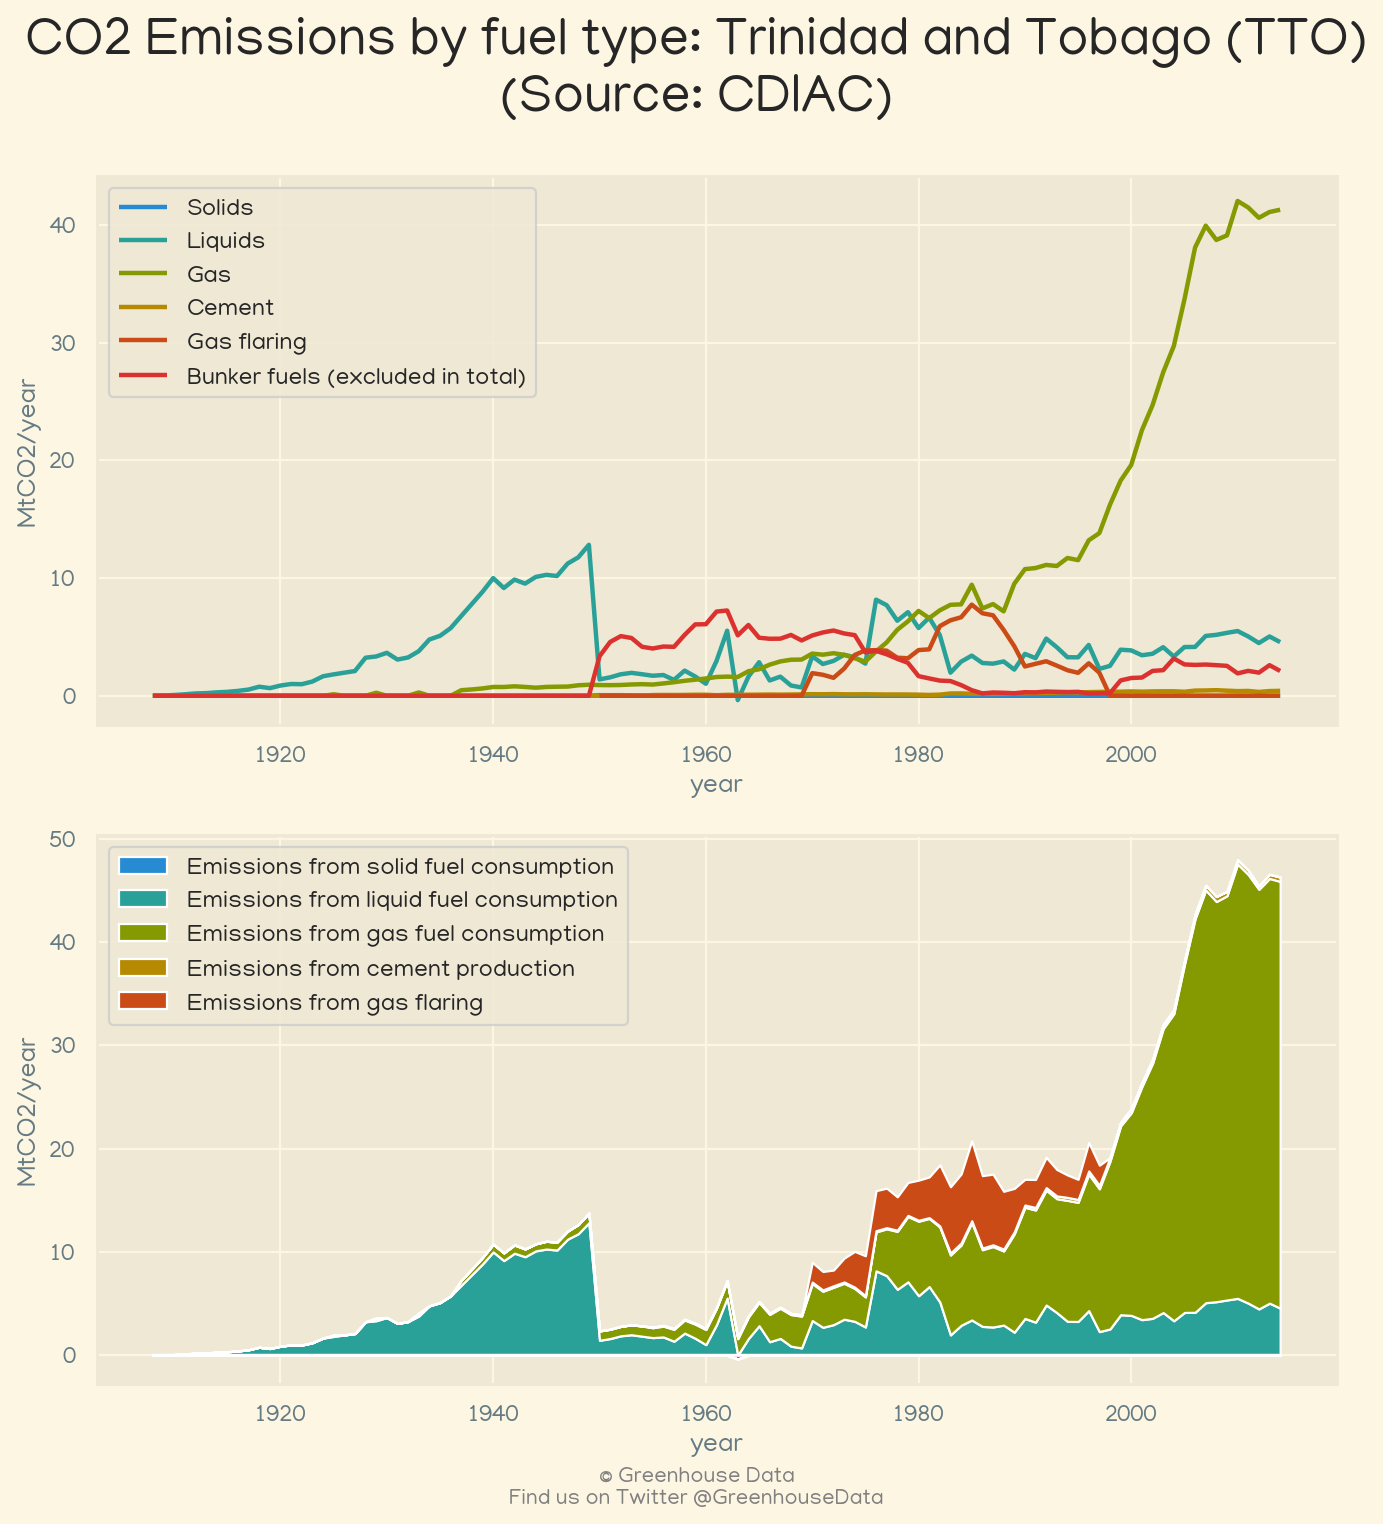 CO2 Emissions by fuel type: Trinidad and Tobago (TTO)
(Source: CDIAC)
Solids
Liquids
Gas
Cement
Gas flaring
Bunker fuels (excluded in total)
MtCO2/year
40
30
20
10
0
1920 1940 1960 1980 2000
year
Emissions from solid fuel consumption
Emissions from liquid fuel consumption
Emissions from gas fuel consumption
Emissions from cement production
Emissions from gas flaring
MtCO2/year
50
40
30
20
10
0
1920 1940 1960 1980 2000
year
© Greenhouse Data
Find us on Twitter @GreenhouseData